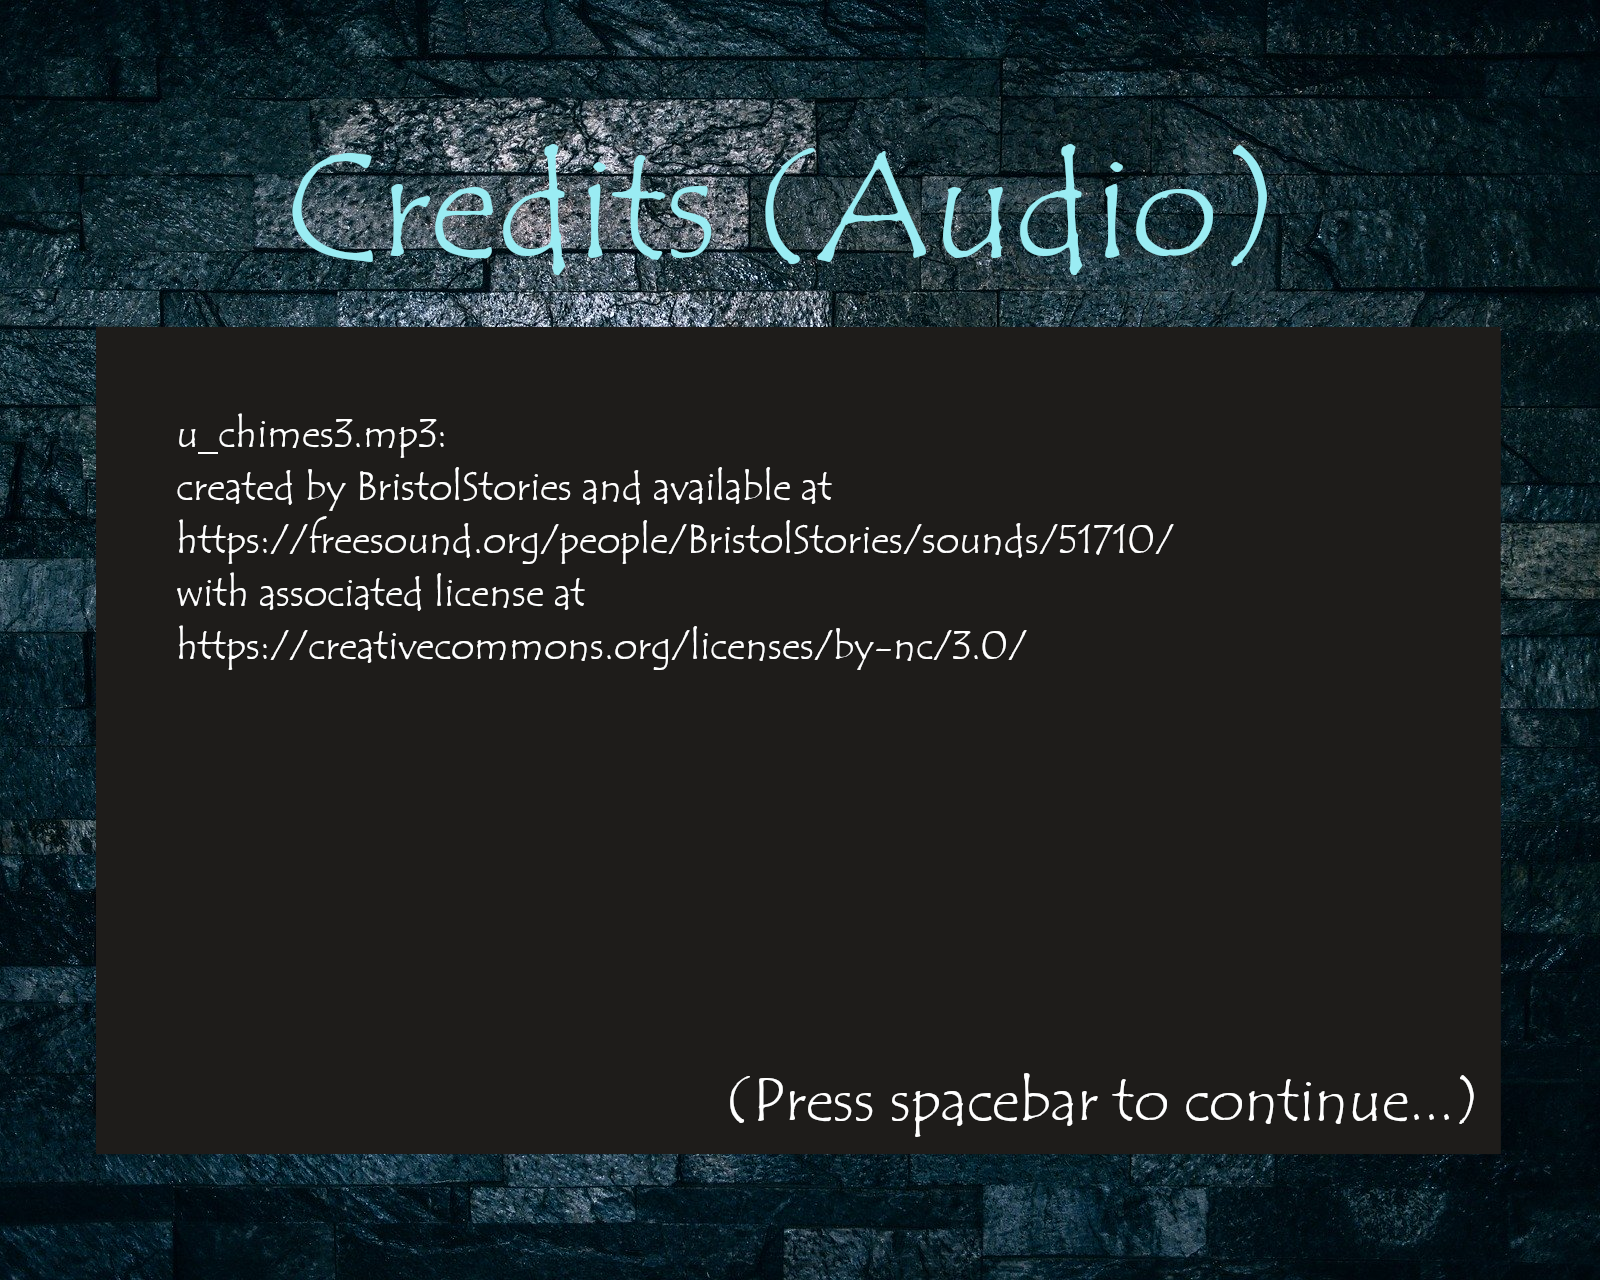 Credits (Audio)
u_chimes3.mp3:
created by BristolStories and available at
https://freesound.org/people/BristolStories/sounds/51710/
with associated license at
https://creativecommons.org/licenses/by-nc/3.0/
(Press spacebar to continue...)